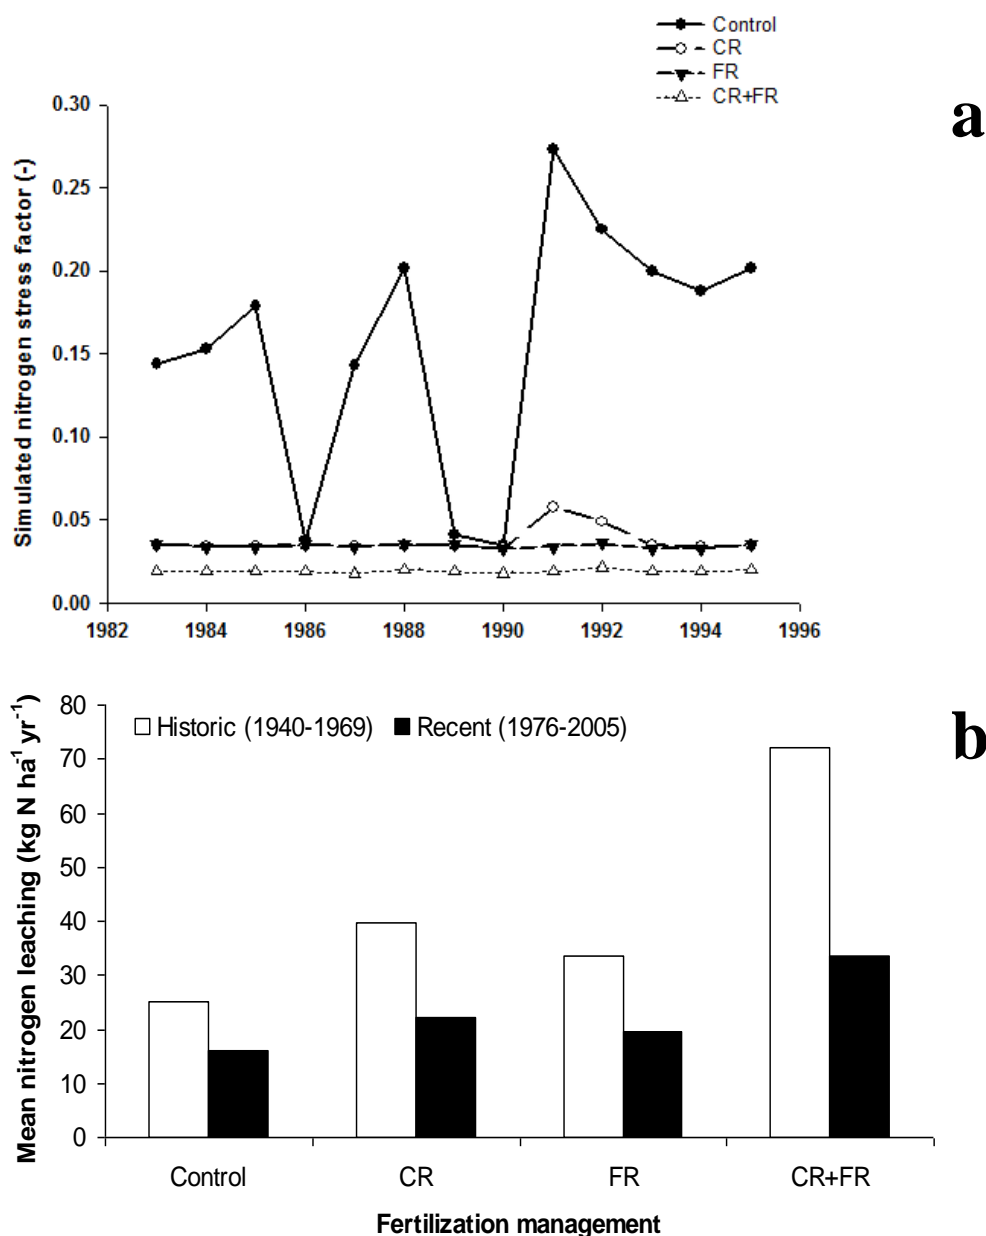 Control
CR
FR
CR+FR
a
Simulated nitrogen stress factor (-)
0.30
0.25
0.20
0.15
0.10
0.05
0.00
1982 1984 1986 1988 1990 1992 1994 1996
b
Mean nitrogen leaching (kg N ha⁻¹ yr⁻¹)
Historic (1940-1969) Recent (1976-2005)
80
70
60
50
40
30
20
10
0
Control CR FR CR+FR
Fertilization management